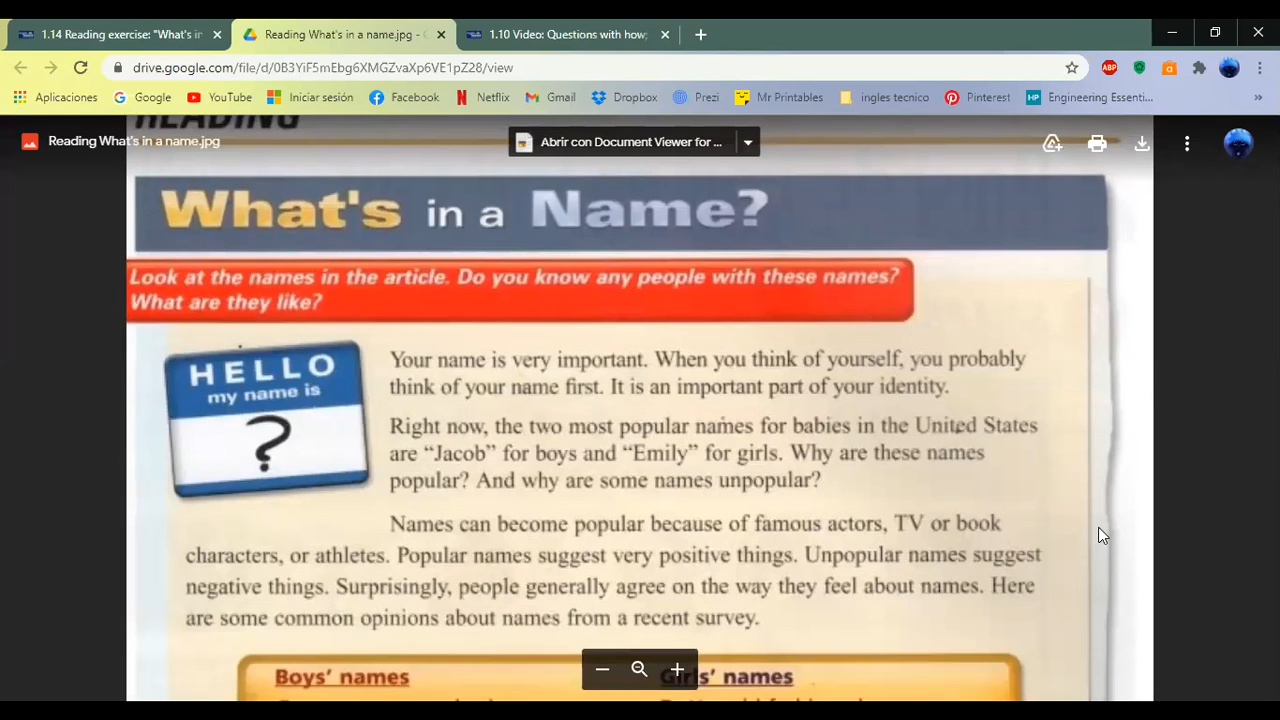 1.14 Reading exercise: "What's in
Reading What's in a name.jpg - G
1.10 Video: Questions with how;
drive.google.com/file/d/0B3YiF5mEbg6XMGZvaXp6VE1pZ28/view
ABP
Aplicaciones
Google
YouTube
Iniciar sesión
Facebook
Netflix
Gmail
Dropbox
Prezi
Mr Printables
ingles tecnico
Pinterest
HP
Engineering Essenti...
READING
Reading What's in a name.jpg
Abrir con Document Viewer for ...
What's in a Name?
Look at the names in the article. Do you know any people with these names?
What are they like?
HELLO
my name is
?
Your name is very important. When you think of yourself, you probably
think of your name first. It is an important part of your identity.
Right now, the two most popular names for babies in the United States
are “Jacob” for boys and “Emily” for girls. Why are these names
popular? And why are some names unpopular?
Names can become popular because of famous actors, TV or book
characters, or athletes. Popular names suggest very positive things. Unpopular names suggest
negative things. Surprisingly, people generally agree on the way they feel about names. Here
are some common opinions about names from a recent survey.
Boys’ names
Girls’ names